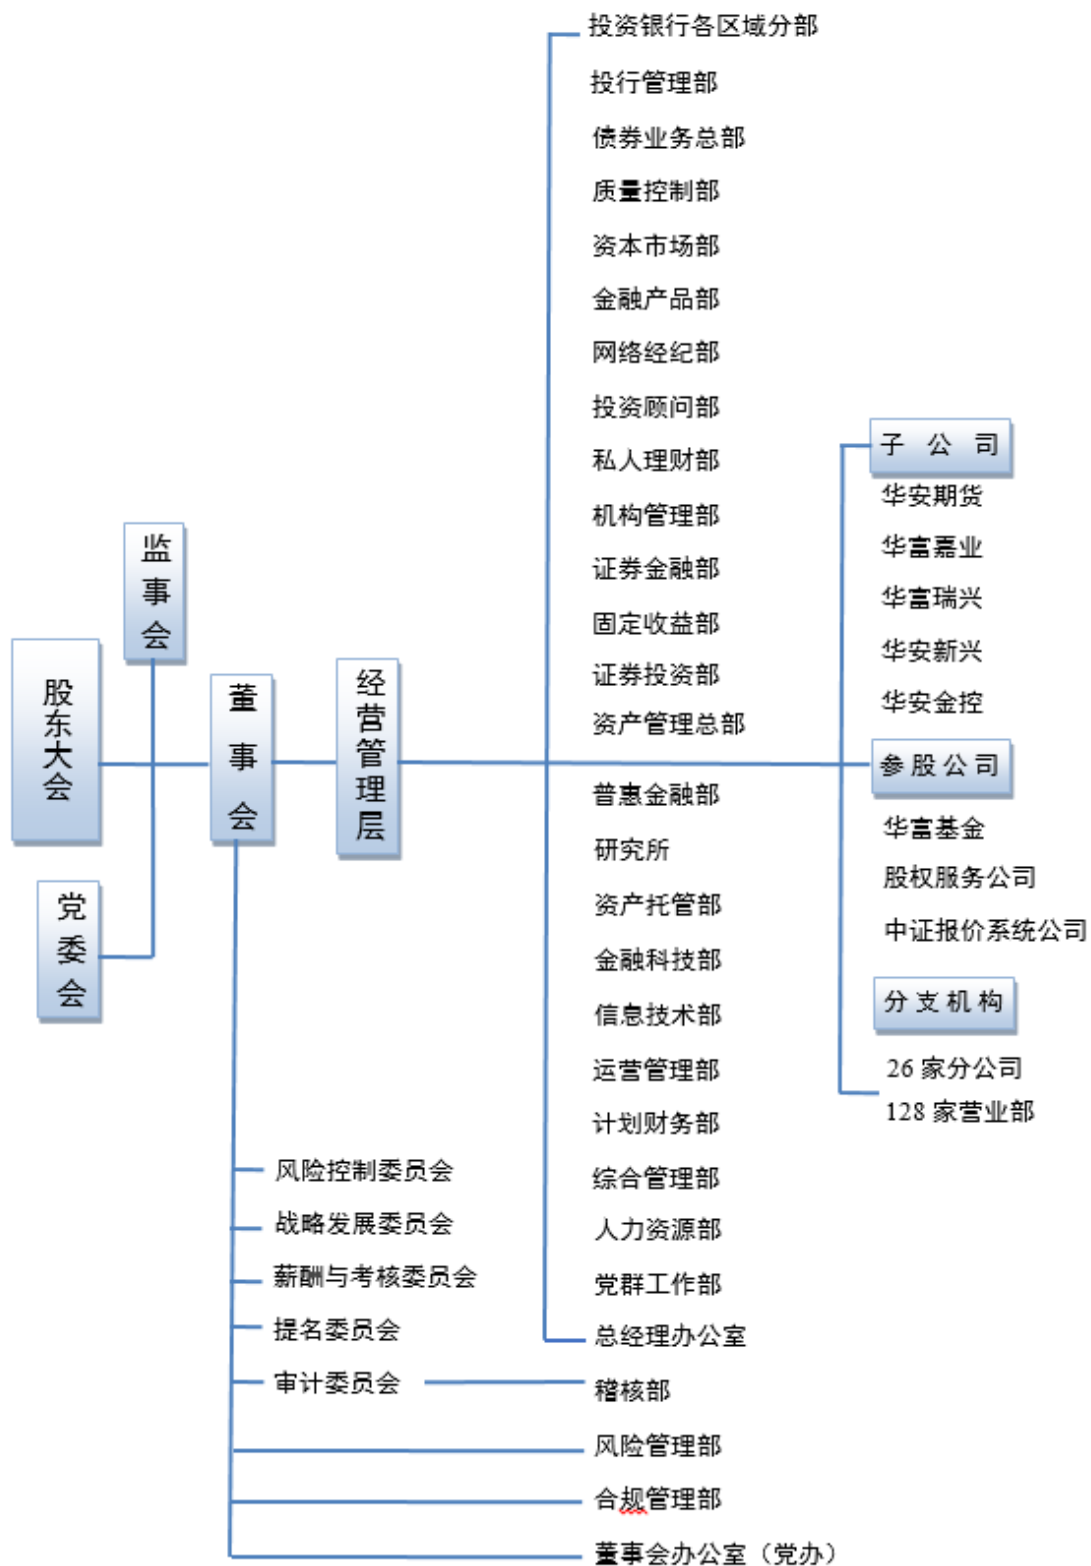 股东大会
监事会
党委会
董事会
经营管理层
风险控制委员会
战略发展委员会
薪酬与考核委员会
提名委员会
审计委员会
投资银行各区域分部
投行管理部
债券业务总部
质量控制部
资本市场部
金融产品部
网络经纪部
投资顾问部
私人理财部
机构管理部
证券金融部
固定收益部
证券投资部
资产管理总部
普惠金融部
研究所
资产托管部
金融科技部
信息技术部
运营管理部
计划财务部
综合管理部
人力资源部
党群工作部
总经理办公室
稽核部
风险管理部
合规管理部
董事会办公室（党办）
子公司
华安期货
华富嘉业
华富瑞兴
华安新兴
华安金控
参股公司
华富基金
股权服务公司
中证报价系统公司
分支机构
26 家分公司
128 家营业部